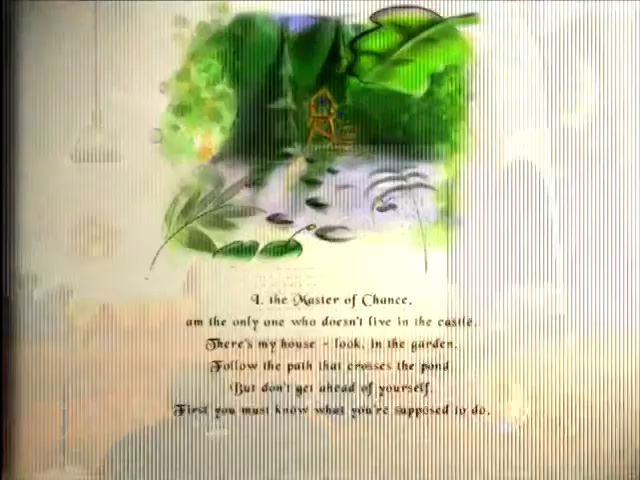 I, the Master of Chance,
am the only one who doesn't live in the castle.
There's my house - look, in the garden.
Follow the path that crosses the pond.
But don't get ahead of yourself.
First you must know what you're supposed to do.